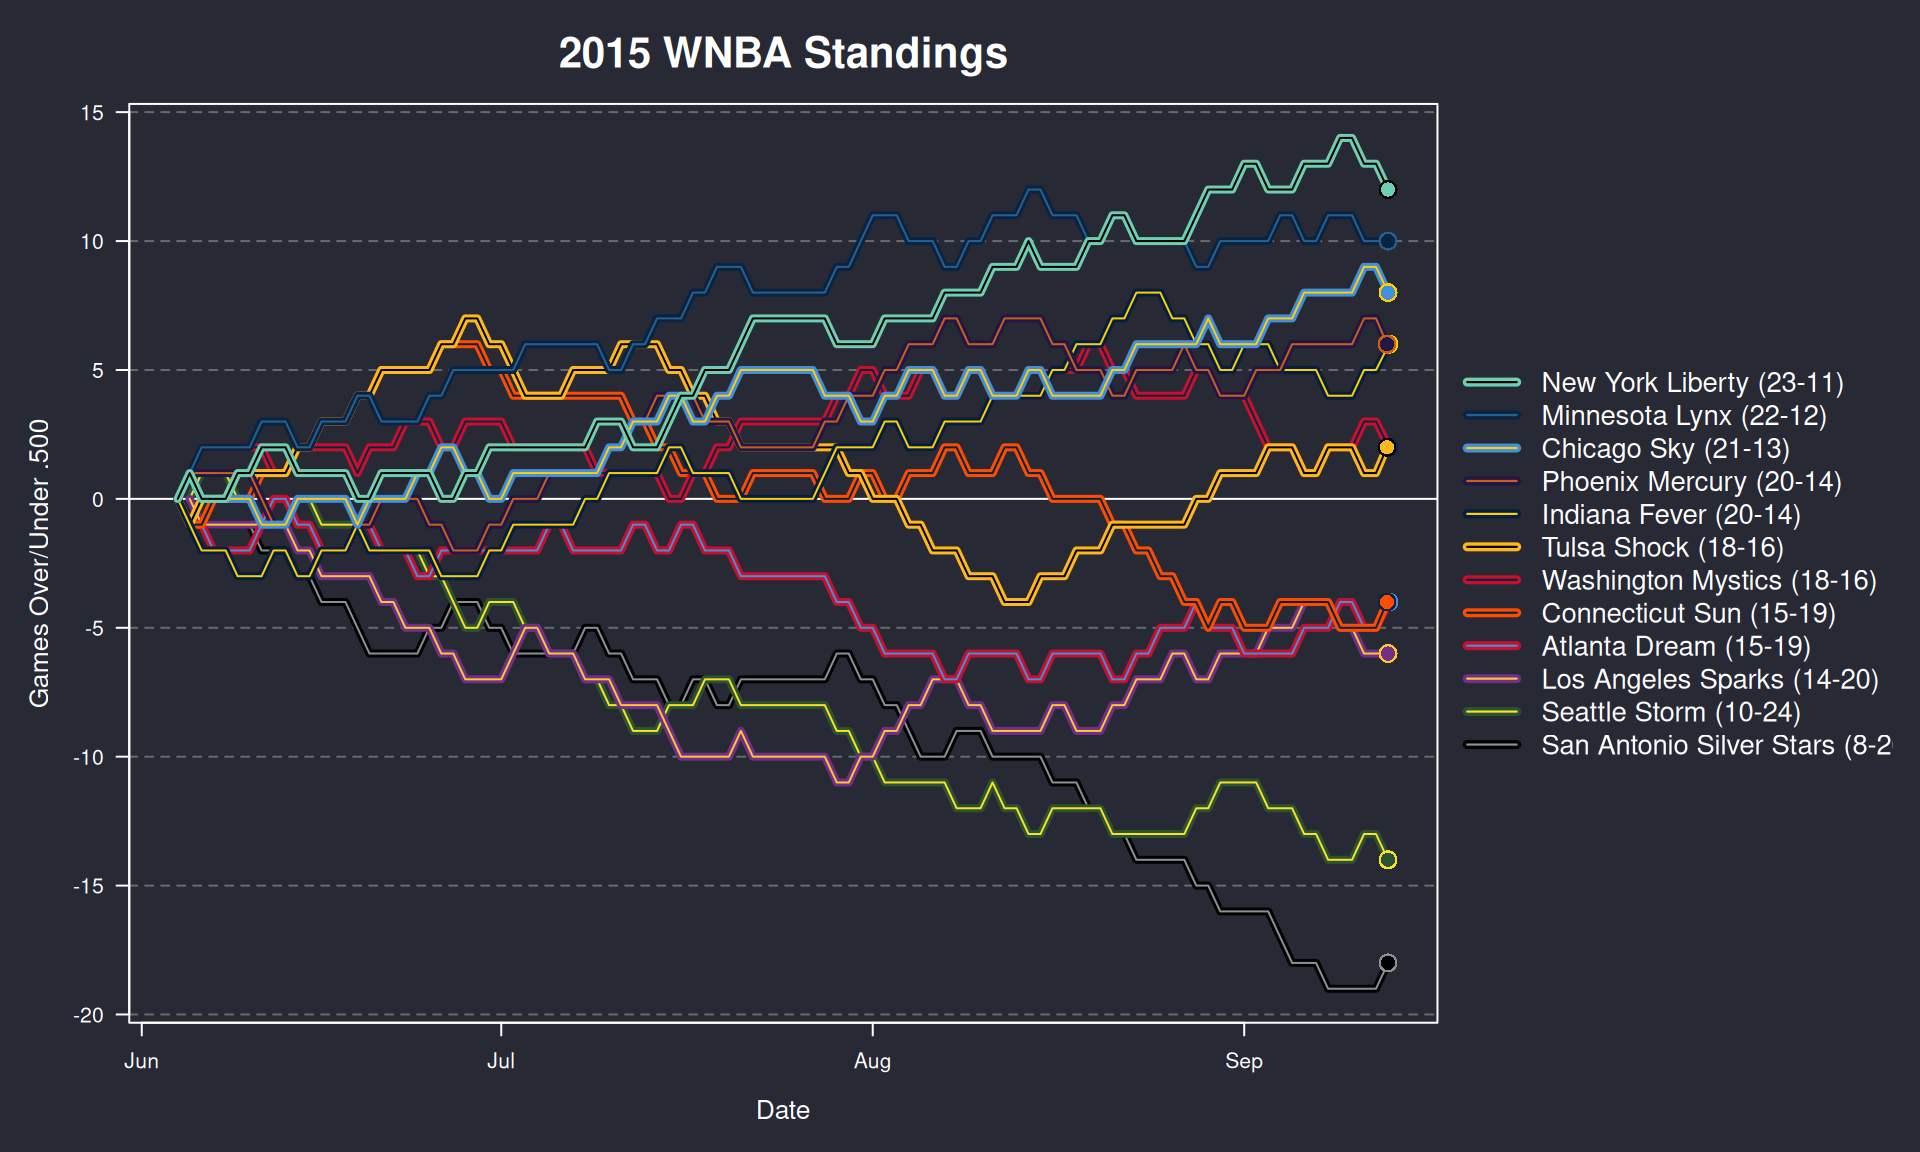 2015 WNBA Standings
Games Over/Under .500
15
10
5
0
-5
-10
-15
-20
Jun
Jul
Aug
Sep
Date
New York Liberty (23-11)
Minnesota Lynx (22-12)
Chicago Sky (21-13)
Phoenix Mercury (20-14)
Indiana Fever (20-14)
Tulsa Shock (18-16)
Washington Mystics (18-16)
Connecticut Sun (15-19)
Atlanta Dream (15-19)
Los Angeles Sparks (14-20)
Seattle Storm (10-24)
San Antonio Silver Stars (8-2